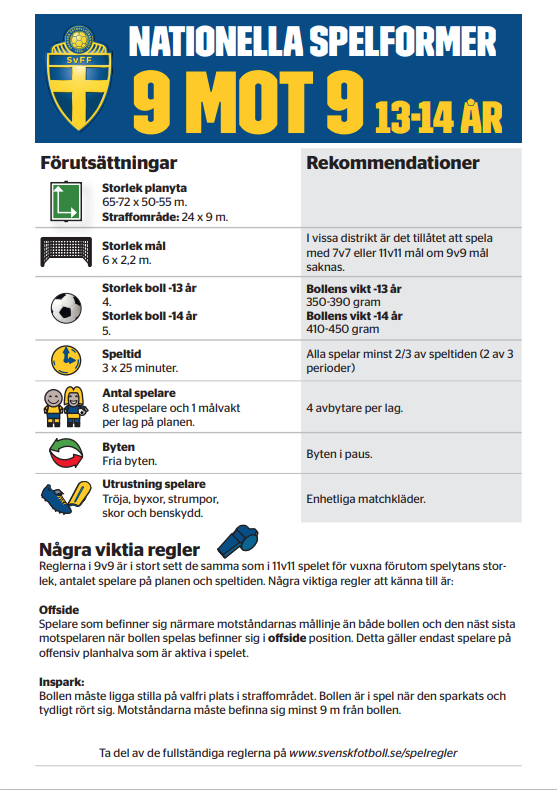 SvFF
NATIONELLA SPELFORMER
9 MOT 9 13-14 ÅR
Förutsättningar
Rekommendationer
Storlek planyta
65-72 x 50-55 m.
Straffområde: 24 x 9 m.
Storlek mål
6 x 2,2 m.
I vissa distrikt är det tillåtet att spela
med 7v7 eller 11v11 mål om 9v9 mål
saknas.
Storlek boll -13 år
4.
Storlek boll -14 år
5.
Bollens vikt -13 år
350-390 gram
Bollens vikt -14 år
410-450 gram
Speltid
3 x 25 minuter.
Alla spelar minst 2/3 av speltiden (2 av 3
perioder)
Antal spelare
8 utespelare och 1 målvakt
per lag på planen.
4 avbytare per lag.
Byten
Fria byten.
Byten i paus.
Utrustning spelare
Tröja, byxor, strumpor,
skor och benskydd.
Enhetliga matchkläder.
Några viktia regler
Reglerna i 9v9 är i stort sett de samma som i 11v11 spelet för vuxna förutom spelytans stor-
lek, antalet spelare på planen och speltiden. Några viktiga regler att känna till är:
Offside
Spelare som befinner sig närmare motståndarnas mållinje än både bollen och den näst sista
motspelaren när bollen spelas befinner sig i offside position. Detta gäller endast spelare på
offensiv planhalva som är aktiva i spelet.
Inspark:
Bollen måste ligga stilla på valfri plats i straffområdet. Bollen är i spel när den sparkats och
tydligt rört sig. Motståndarna måste befinna sig minst 9 m från bollen.
Ta del av de fullständiga reglerna på www.svenskfotboll.se/spelregler